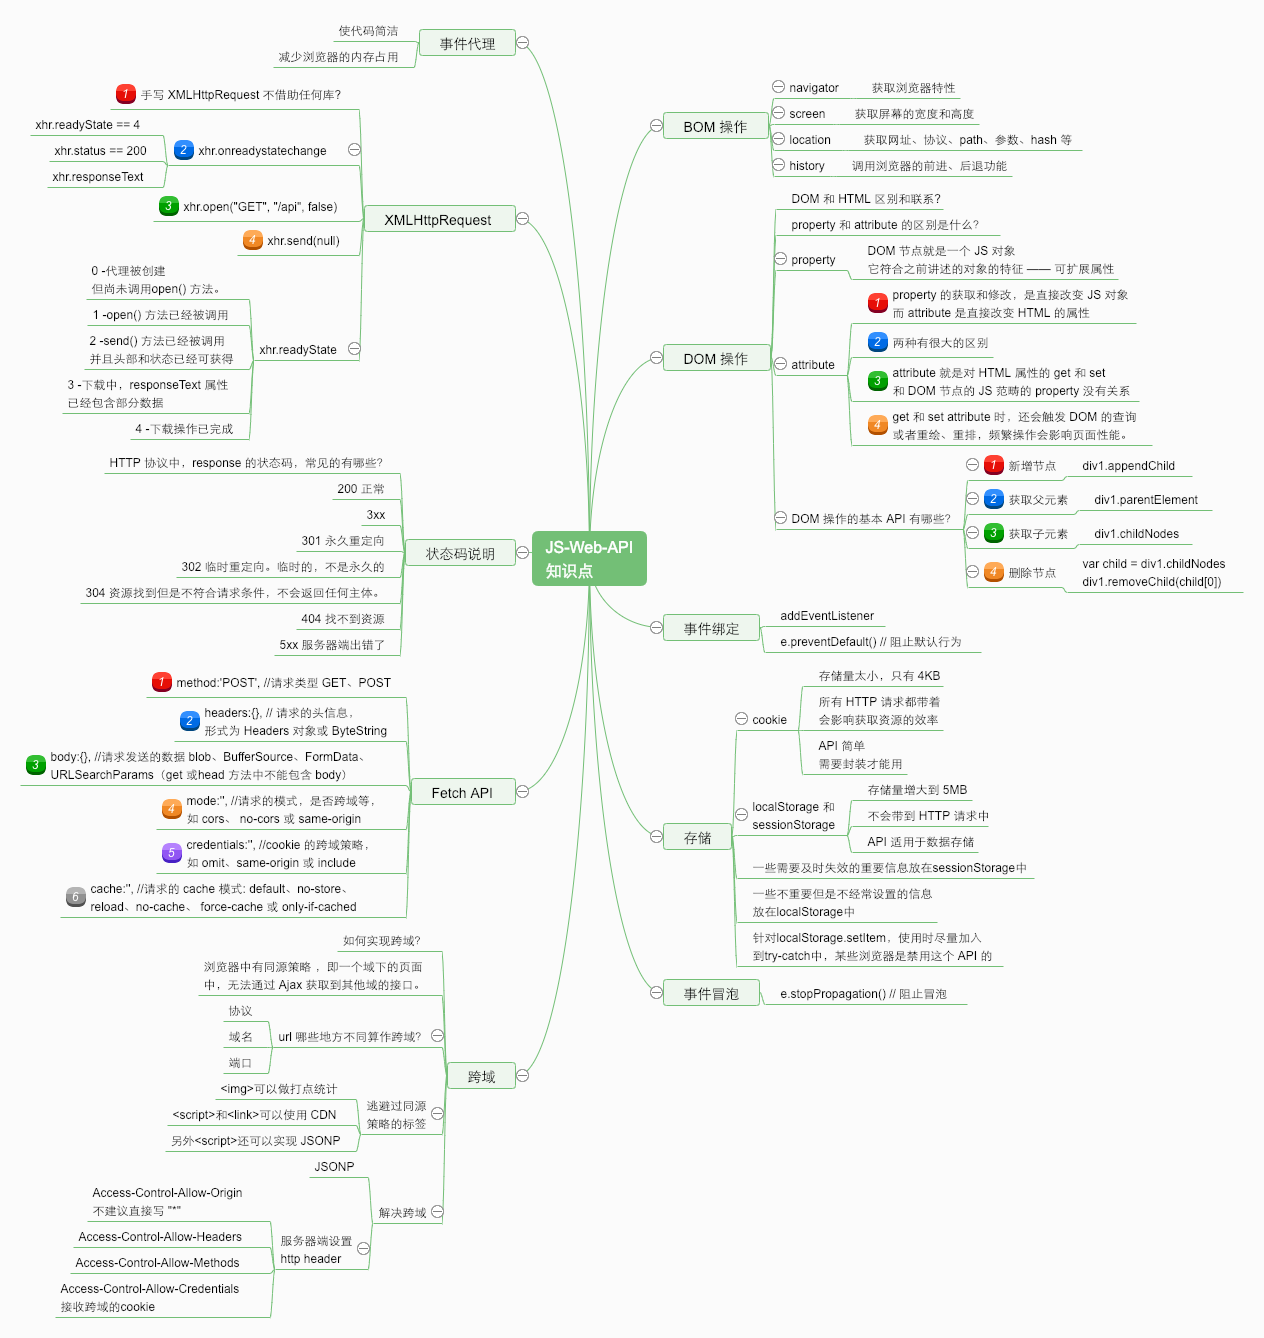 JS-Web-API
知识点
BOM 操作
navigator
获取浏览器特性
screen
获取屏幕的宽度和高度
location
获取网址、协议、path、参数、hash 等
history
调用浏览器的前进、后退功能
DOM 操作
DOM 和 HTML 区别和联系?
property 和 attribute 的区别是什么?
property
DOM 节点就是一个 JS 对象
它符合之前讲述的对象的特征 —— 可扩展属性
attribute
1 property 的获取和修改，是直接改变 JS 对象
而 attribute 是直接改变 HTML 的属性
2 两种有很大的区别
3 attribute 就是对 HTML 属性的 get 和 set
和 DOM 节点的 JS 范畴的 property 没有关系
4 get 和 set attribute 时，还会触发 DOM 的查询
或者重绘、重排，频繁操作会影响页面性能。
DOM 操作的基本 API 有哪些?
1 新增节点
div1.appendChild
2 获取父元素
div1.parentElement
3 获取子元素
div1.childNodes
4 删除节点
var child = div1.childNodes
div1.removeChild(child[0])
事件绑定
addEventListener
e.preventDefault() // 阻止默认行为
存储
cookie
存储量太小，只有 4KB
所有 HTTP 请求都带着
会影响获取资源的效率
API 简单
需要封装才能用
localStorage 和
sessionStorage
存储量增大到 5MB
不会带到 HTTP 请求中
API 适用于数据存储
一些需要及时失效的重要信息放在sessionStorage中
一些不重要但是不经常设置的信息
放在localStorage中
针对localStorage.setItem，使用时尽量加入
到try-catch中，某些浏览器是禁用这个 API 的
事件冒泡
e.stopPropagation() // 阻止冒泡
事件代理
使代码简洁
减少浏览器的内存占用
XMLHttpRequest
1 手写 XMLHttpRequest 不借助任何库?
2 xhr.onreadystatechange
xhr.readyState == 4
xhr.status == 200
xhr.responseText
3 xhr.open("GET", "/api", false)
4 xhr.send(null)
xhr.readyState
0 -代理被创建
但尚未调用open() 方法。
1 -open() 方法已经被调用
2 -send() 方法已经被调用
并且头部和状态已经可获得
3 -下载中，responseText 属性
已经包含部分数据
4 -下载操作已完成
状态码说明
HTTP 协议中，response 的状态码，常见的有哪些?
200 正常
3xx
301 永久重定向
302 临时重定向。临时的，不是永久的
304 资源找到但是不符合请求条件，不会返回任何主体。
404 找不到资源
5xx 服务器端出错了
Fetch API
1 method:'POST', //请求类型 GET、POST
2 headers:{}, // 请求的头信息，
形式为 Headers 对象或 ByteString
3 body:{}, //请求发送的数据 blob、BufferSource、FormData、
URLSearchParams（get 或head 方法中不能包含 body）
4 mode:'', //请求的模式，是否跨域等，
如 cors、 no-cors 或 same-origin
5 credentials:'', //cookie 的跨域策略，
如 omit、same-origin 或 include
6 cache:'', //请求的 cache 模式: default、no-store、
reload、no-cache、 force-cache 或 only-if-cached
跨域
如何实现跨域?
浏览器中有同源策略 ，即一个域下的页面
中，无法通过 Ajax 获取到其他域的接口。
url 哪些地方不同算作跨域?
协议
域名
端口
逃避过同源
策略的标签
<img>可以做打点统计
<script>和<link>可以使用 CDN
另外<script>还可以实现 JSONP
解决跨域
JSONP
服务器端设置
http header
Access-Control-Allow-Origin
不建议直接写 "*"
Access-Control-Allow-Headers
Access-Control-Allow-Methods
Access-Control-Allow-Credentials
接收跨域的cookie